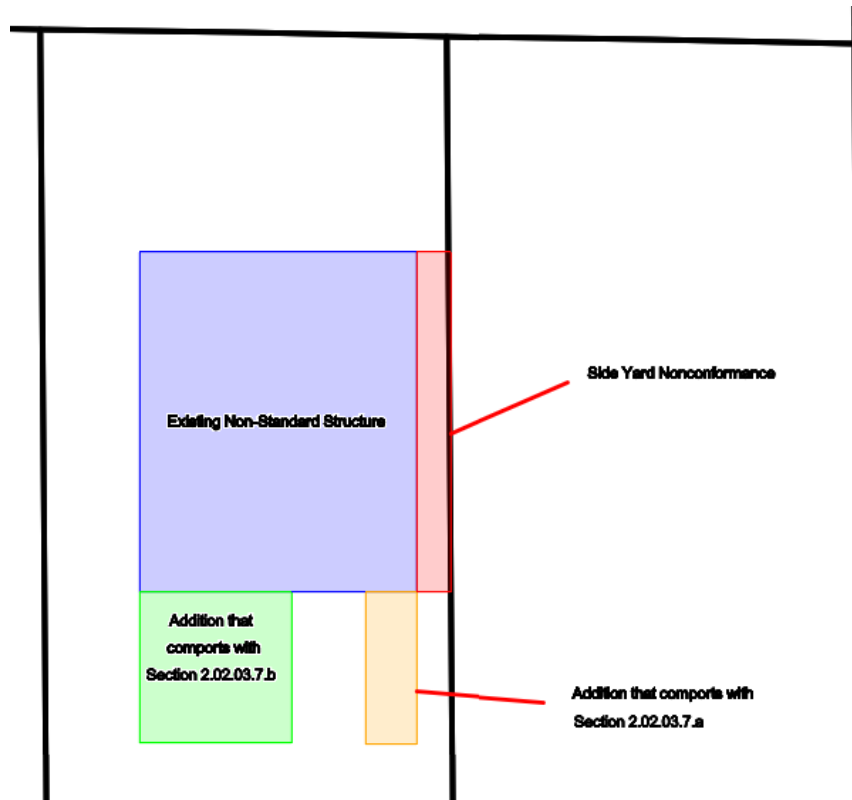 Side Yard Nonconformance
Existing Non-Standard Structure
Addition that
comports with
Section 2.02.03.7.b
Addition that comports with
Section 2.02.03.7.a